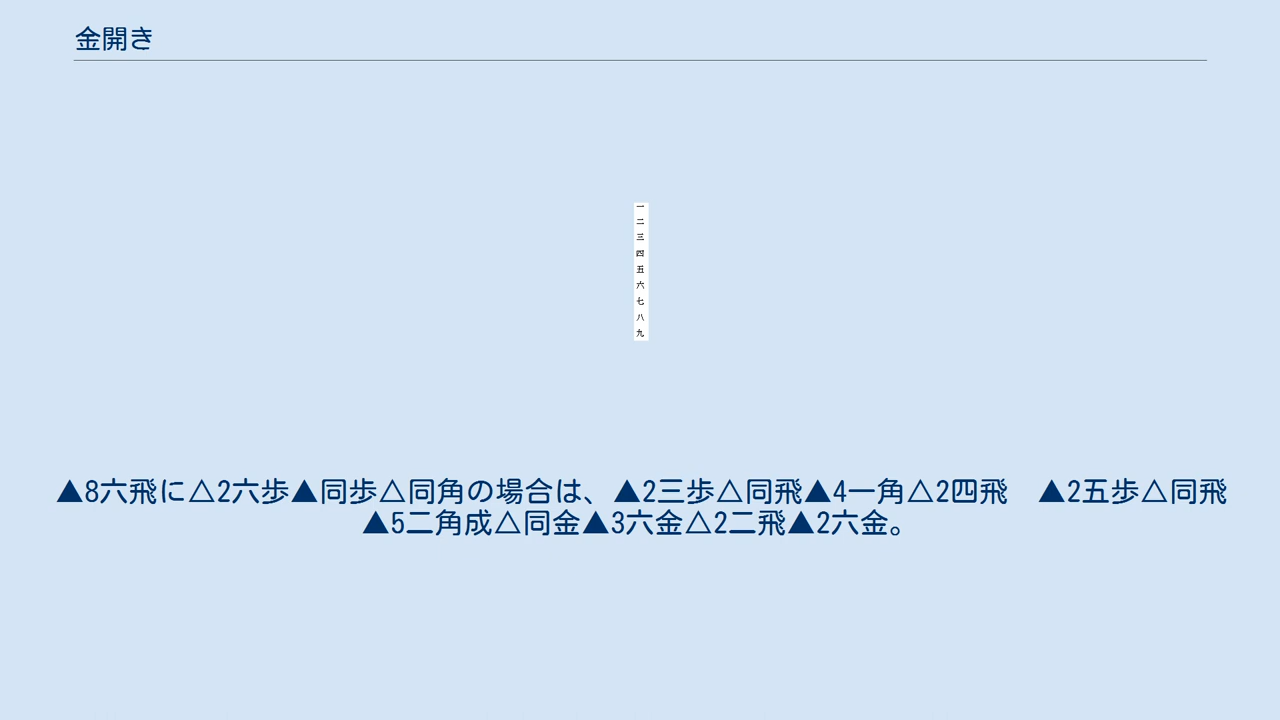 金開き
一
二
三
四
五
六
七
八
九
▲8六飛に△2六歩▲同歩△同角の場合は、▲2三歩△同飛▲4一角△2四飛　▲2五歩△同飛
▲5二角成△同金▲3六金△2二飛▲2六金。